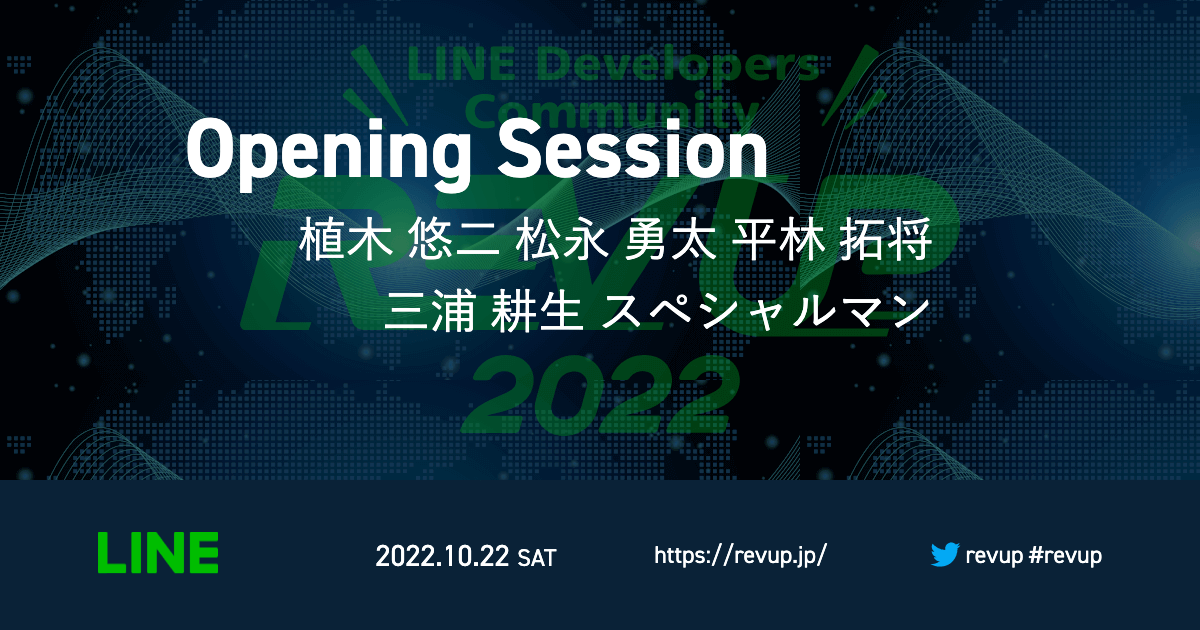 LINE Developers
Community
Opening Session
REVUP
植木 悠二 松永 勇太 平林 拓将
三浦 耕生 スペシャルマン
2022
LINE
2022.10.22 SAT
https://revup.jp/
revup #revup